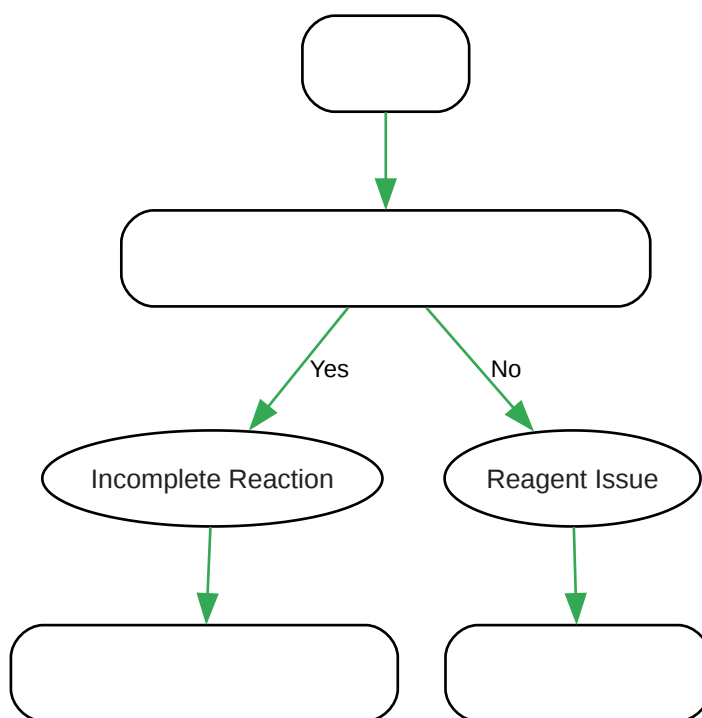 Yes
No
Incomplete Reaction
Reagent Issue